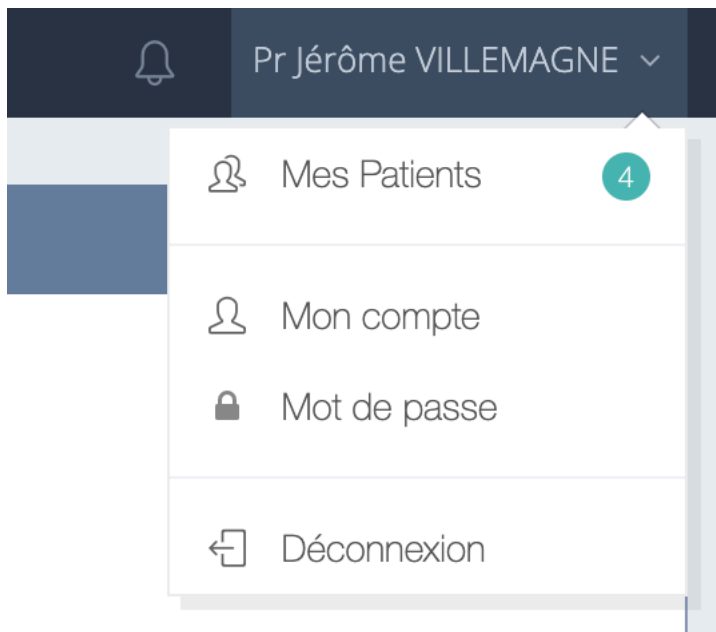 Pr Jérôme VILLEMAGNE
Mes Patients 4
Mon compte
Mot de passe
Déconnexion